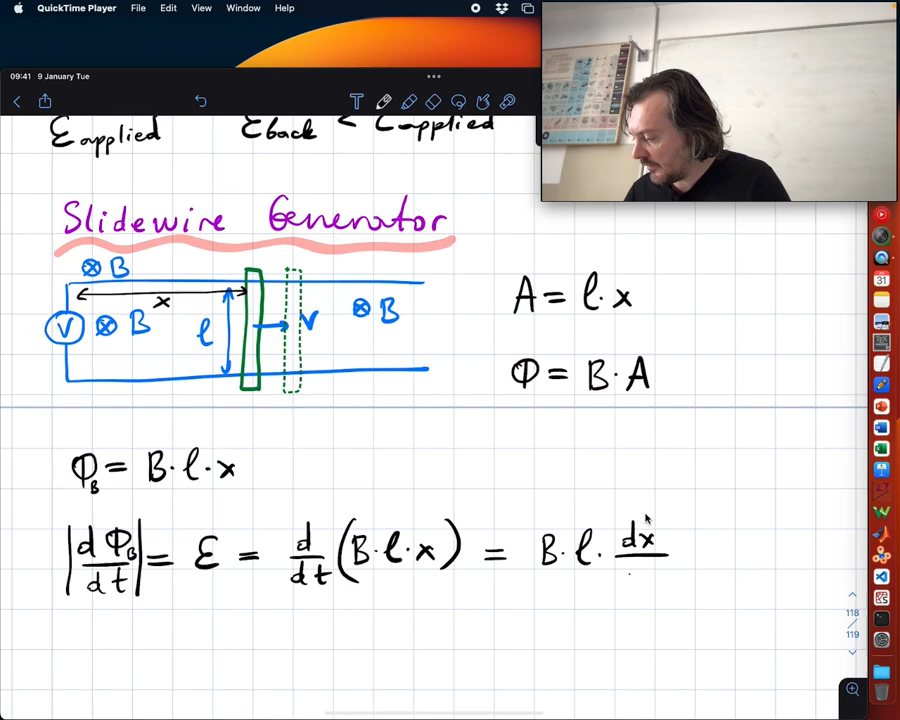 QuickTime Player File Edit View Window Help
09:41 9 January Tue
Ɛ applied Ɛ back < Ɛ applied
Slidewire Generator
⊗ B
x
V ⊗ B l v ⊗ B
A = l · x
Φ = B · A
Φ_B = B · l · x
|dΦ_B/dt| = Ɛ = d/dt (B · l · x) = B · l · dx
31
118
119